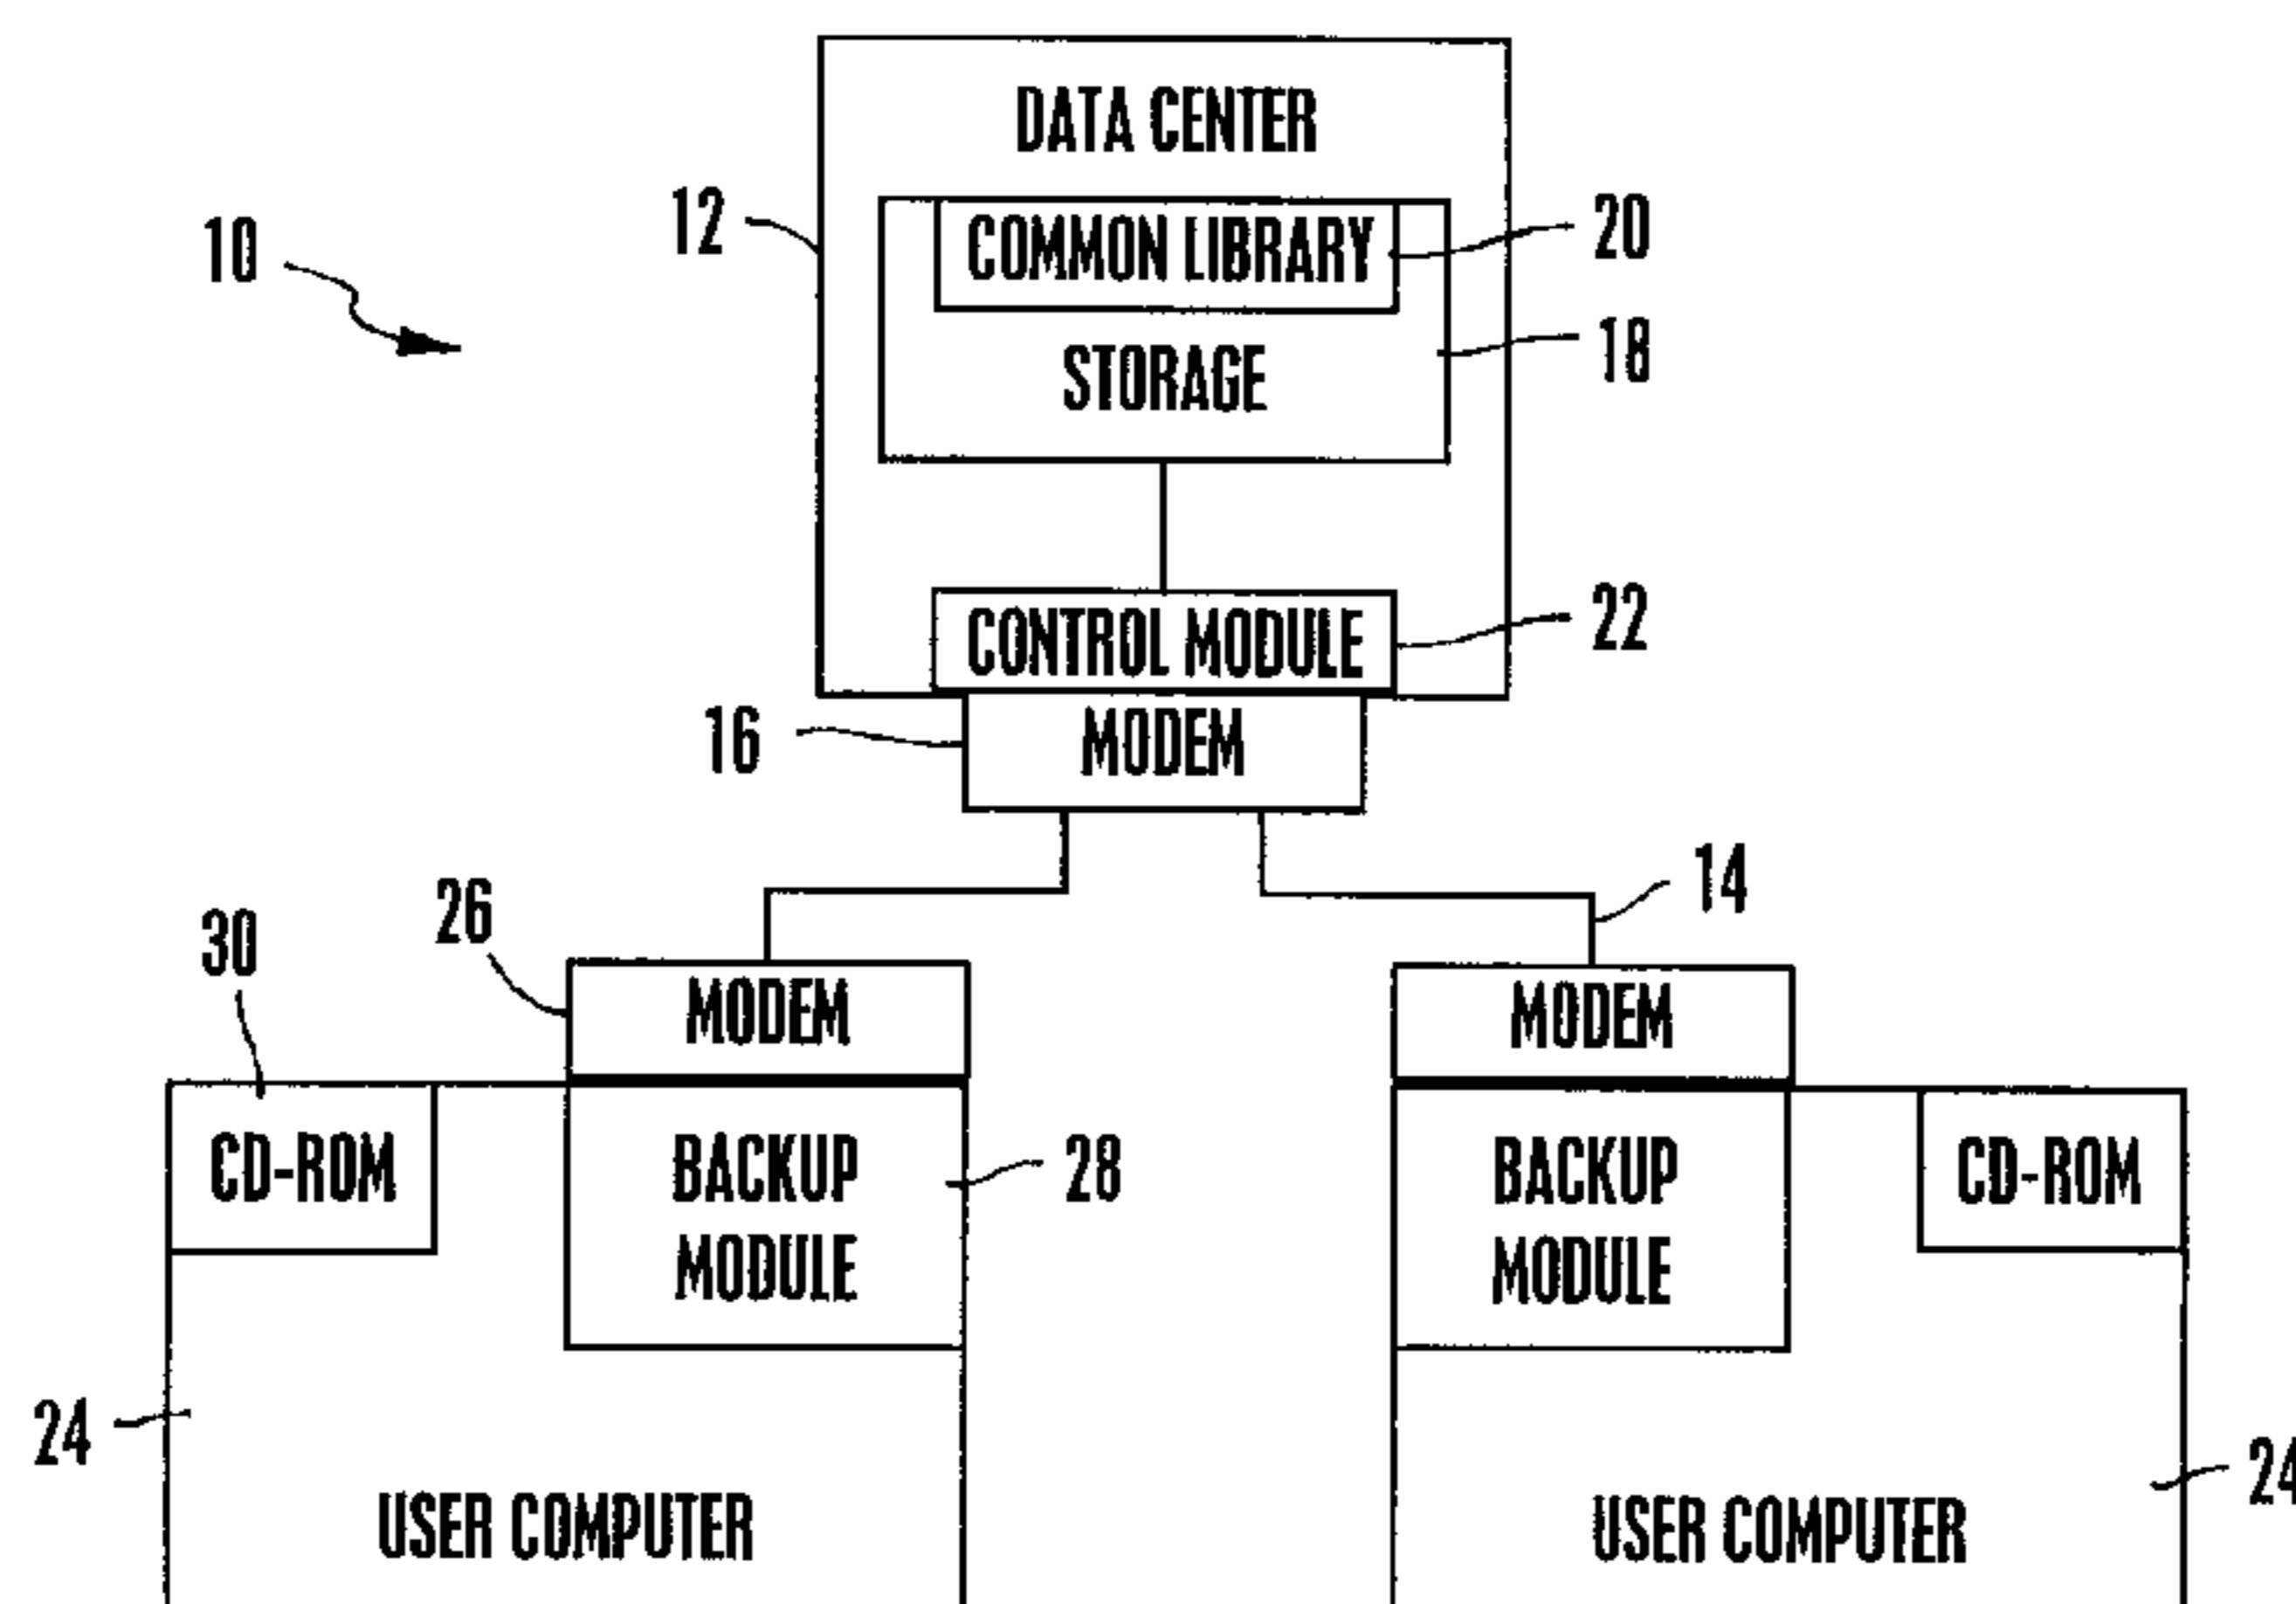 DATA CENTER
10
12
COMMON LIBRARY
20
STORAGE
18
CONTROL MODULE
22
16
MODEM
14
26
30
MODEM
MODEM
CD-ROM
BACKUP
MODULE
28
BACKUP
MODULE
CD-ROM
24
24
USER COMPUTER
USER COMPUTER